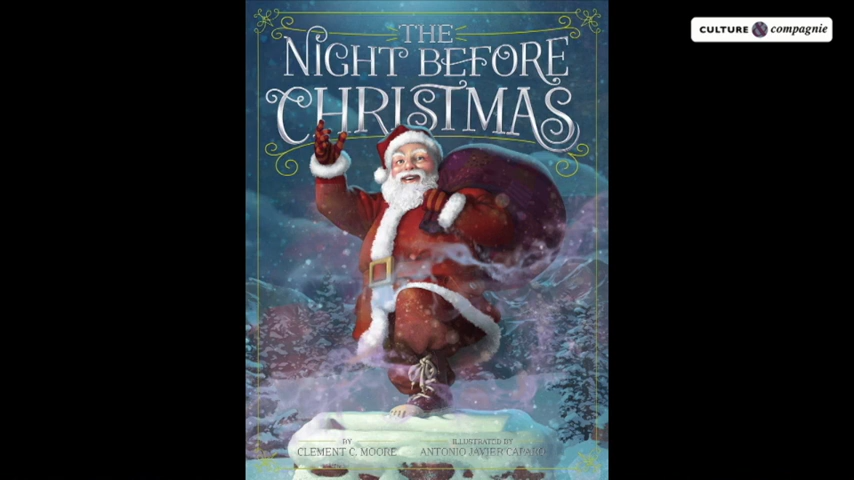 CULTURE compagnie
THE
NIGHT BEFORE
CHRISTMAS
BY
CLEMENT C. MOORE
ILLUSTRATED BY
ANTONIO JAVIER CAPARO